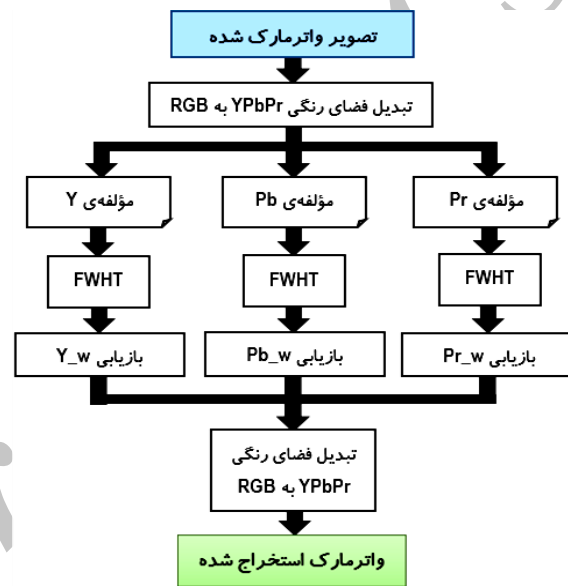 تصویر واترمارک شده
تبدیل فضای رنگی YPbPr به RGB
مؤلفه‌ی Y
مؤلفه‌ی Pb
مؤلفه‌ی Pr
FWHT
FWHT
FWHT
بازیابی Y_w
بازیابی Pb_w
بازیابی Pr_w
تبدیل فضای رنگی
YPbPr به RGB
واترمارک استخراج شده